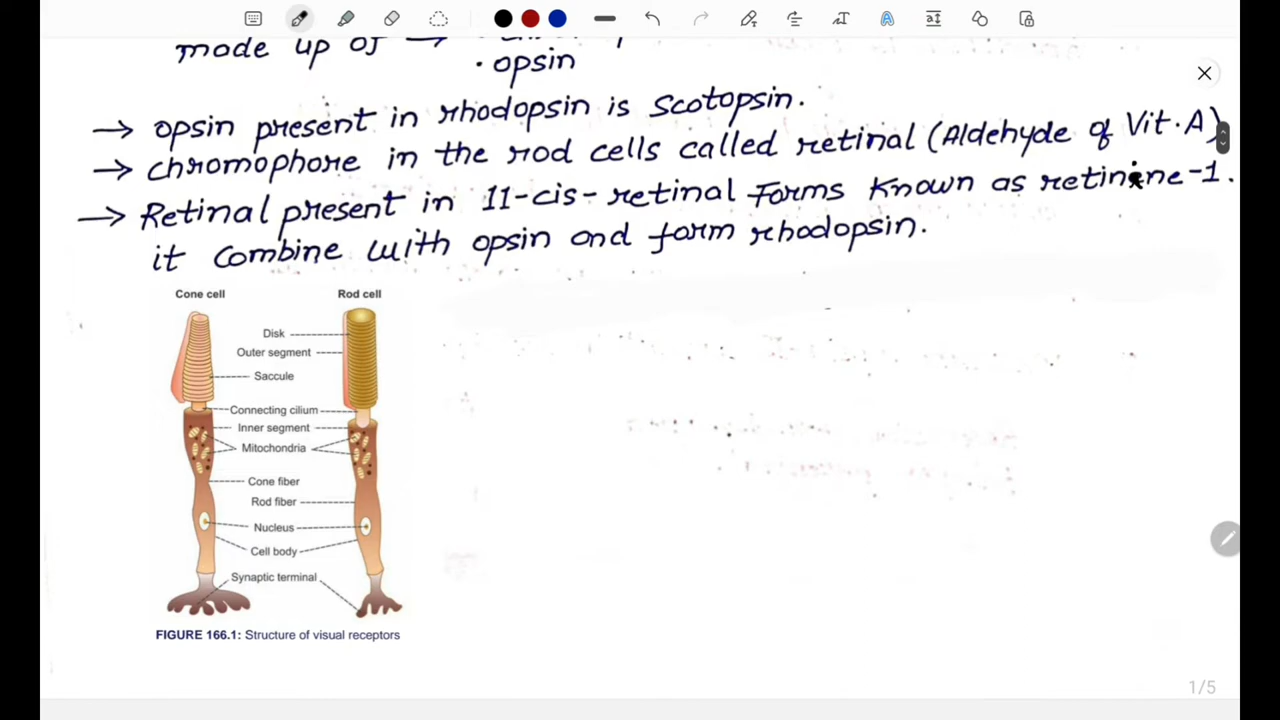 made up of →
· opsin
→ opsin present in rhodopsin is scotopsin.
→ chromophore in the rod cells called retinal (Aldehyde of Vit.A)
→ Retinal present in 11-cis-retinal forms known as retinene-1.
it combine with opsin and form rhodopsin.
Cone cell
Rod cell
Disk
Outer segment
Saccule
Connecting cilium
Inner segment
Mitochondria
Cone fiber
Rod fiber
Nucleus
Cell body
Synaptic terminal
FIGURE 166.1: Structure of visual receptors
1/5